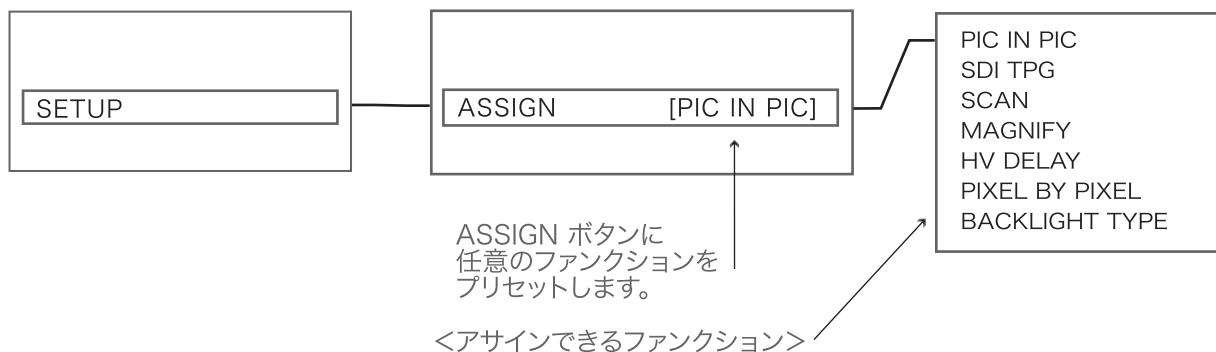 SETUP
ASSIGN [PIC IN PIC]
PIC IN PIC
SDI TPG
SCAN
MAGNIFY
HV DELAY
PIXEL BY PIXEL
BACKLIGHT TYPE
ASSIGN ボタンに
任意のファンクションを
プリセットします。
＜アサインできるファンクション＞